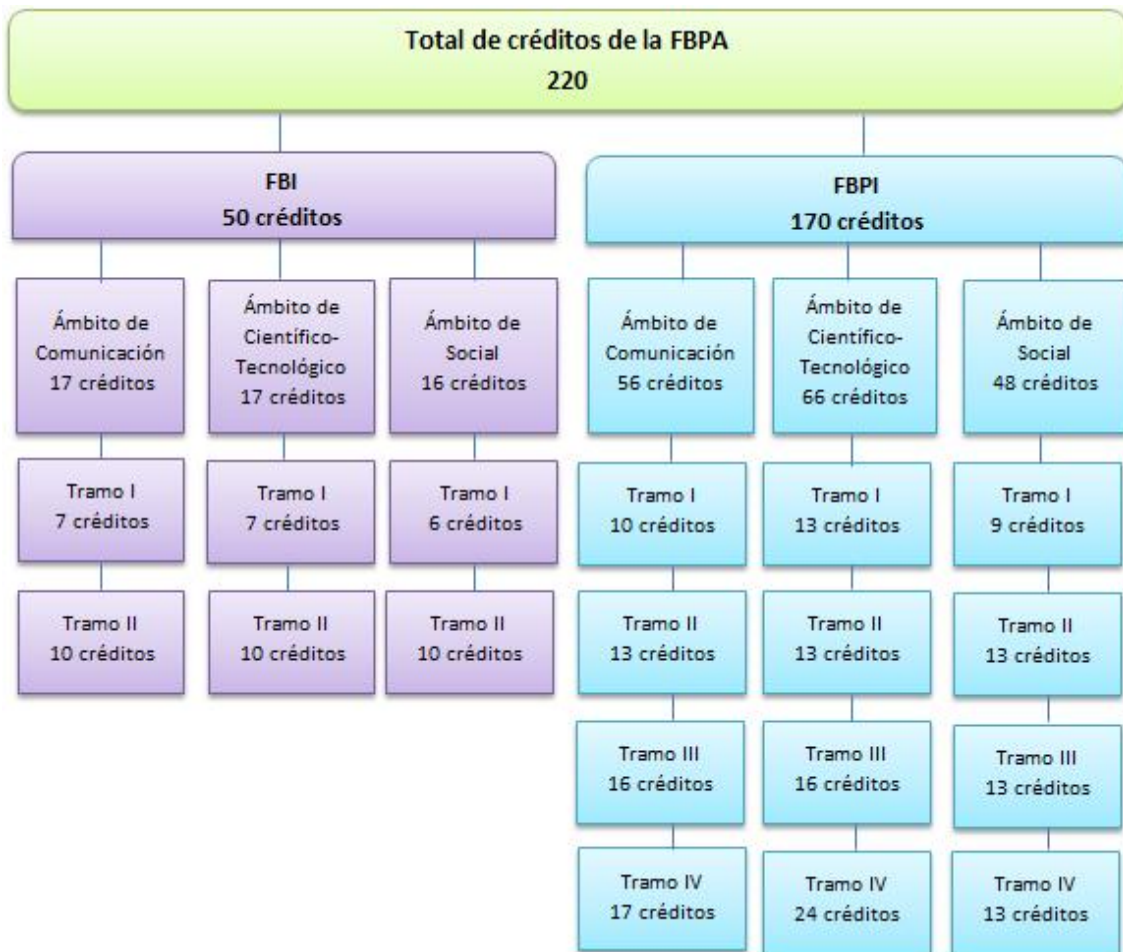 Total de créditos de la FBPA
220
FBI
50 créditos
FBPI
170 créditos
Ámbito de
Comunicación
17 créditos
Ámbito de
Científico-
Tecnológico
17 créditos
Ámbito de
Social
16 créditos
Ámbito de
Comunicación
56 créditos
Ámbito de
Científico-
Tecnológico
66 créditos
Ámbito de
Social
48 créditos
Tramo I
7 créditos
Tramo I
7 créditos
Tramo I
6 créditos
Tramo I
10 créditos
Tramo I
13 créditos
Tramo I
9 créditos
Tramo II
10 créditos
Tramo II
10 créditos
Tramo II
10 créditos
Tramo II
13 créditos
Tramo II
13 créditos
Tramo II
13 créditos
Tramo III
16 créditos
Tramo III
16 créditos
Tramo III
13 créditos
Tramo IV
17 créditos
Tramo IV
24 créditos
Tramo IV
13 créditos